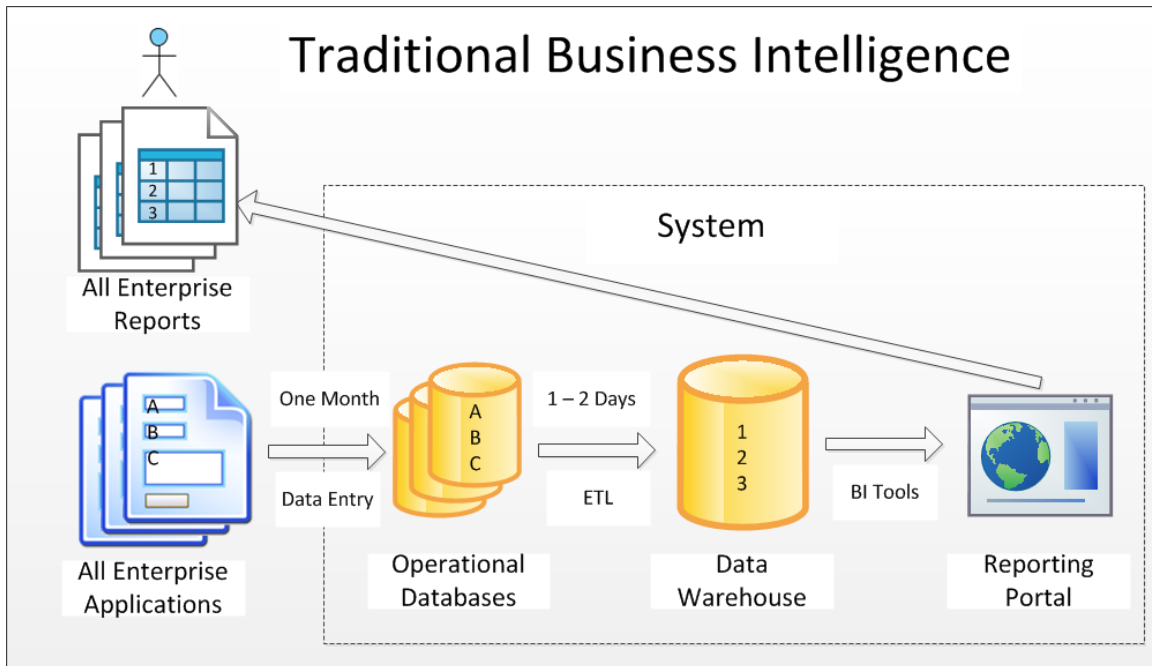 Traditional Business Intelligence
1
2
3
All Enterprise
Reports
System
A
B
C
All Enterprise
Applications
One Month
Data Entry
A
B
C
Operational
Databases
1 – 2 Days
ETL
1
2
3
Data
Warehouse
BI Tools
Reporting
Portal